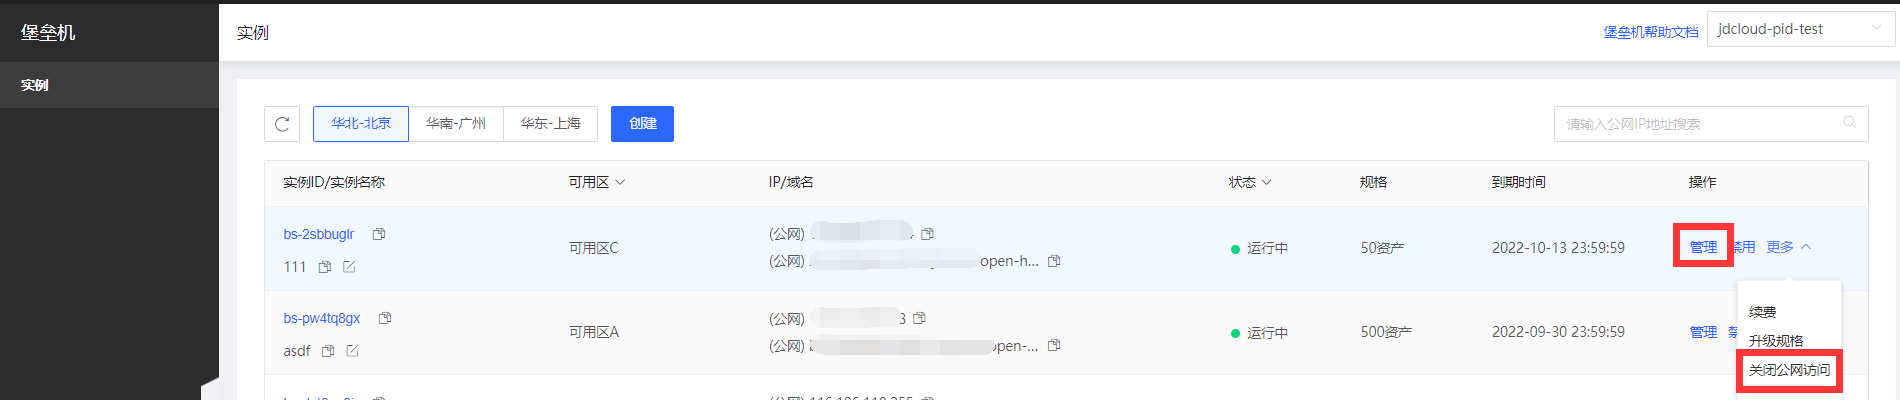 堡垒机
实例
实例
堡垒机帮助文档
jdcloud-pid-test
华北-北京 华南-广州 华东-上海 创建
请输入公网IP地址搜索
实例ID/实例名称 可用区 IP/域名 状态 规格 到期时间 操作
bs-2sbbuglr (公网)
可用区C 运行中 50资产 2022-10-13 23:59:59 管理 禁用 更多
111 (公网) open-h...
续费
bs-pw4tq8gx (公网) 3
可用区A 运行中 500资产 2022-09-30 23:59:59 管理
升级规格
asdf (公网) open-...
关闭公网访问